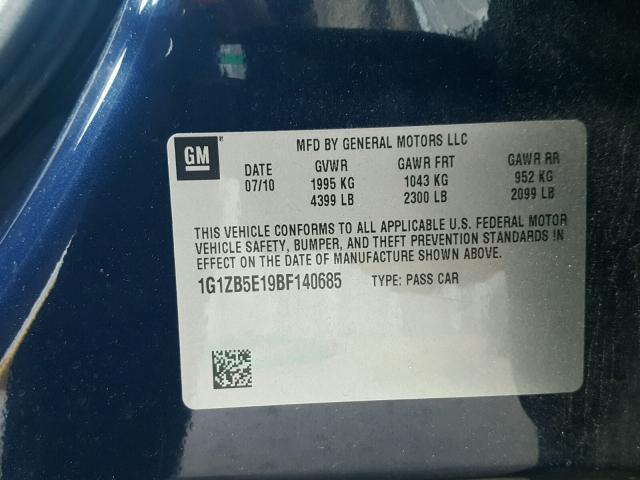 GM MFD BY GENERAL MOTORS LLC
DATE GVWR GAWR FRT GAWR RR
07/10 1995 KG 1043 KG 952 KG
4399 LB 2300 LB 2099 LB
THIS VEHICLE CONFORMS TO ALL APPLICABLE U.S. FEDERAL MOTOR
VEHICLE SAFETY, BUMPER, AND THEFT PREVENTION STANDARDS IN
EFFECT ON THE DATE OF MANUFACTURE SHOWN ABOVE.
1G1ZB5E19BF140685 TYPE: PASS CAR